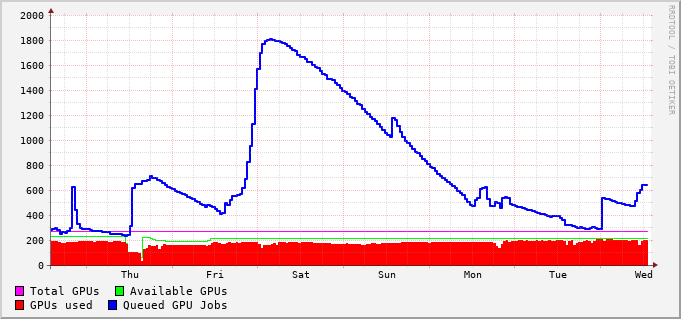 2000
1800
1600
1400
1200
1000
800
600
400
200
0
Thu Fri Sat Sun Mon Tue Wed
Total GPUs Available GPUs
GPUs used Queued GPU Jobs
RRDTOOL / TOBI OETIKER